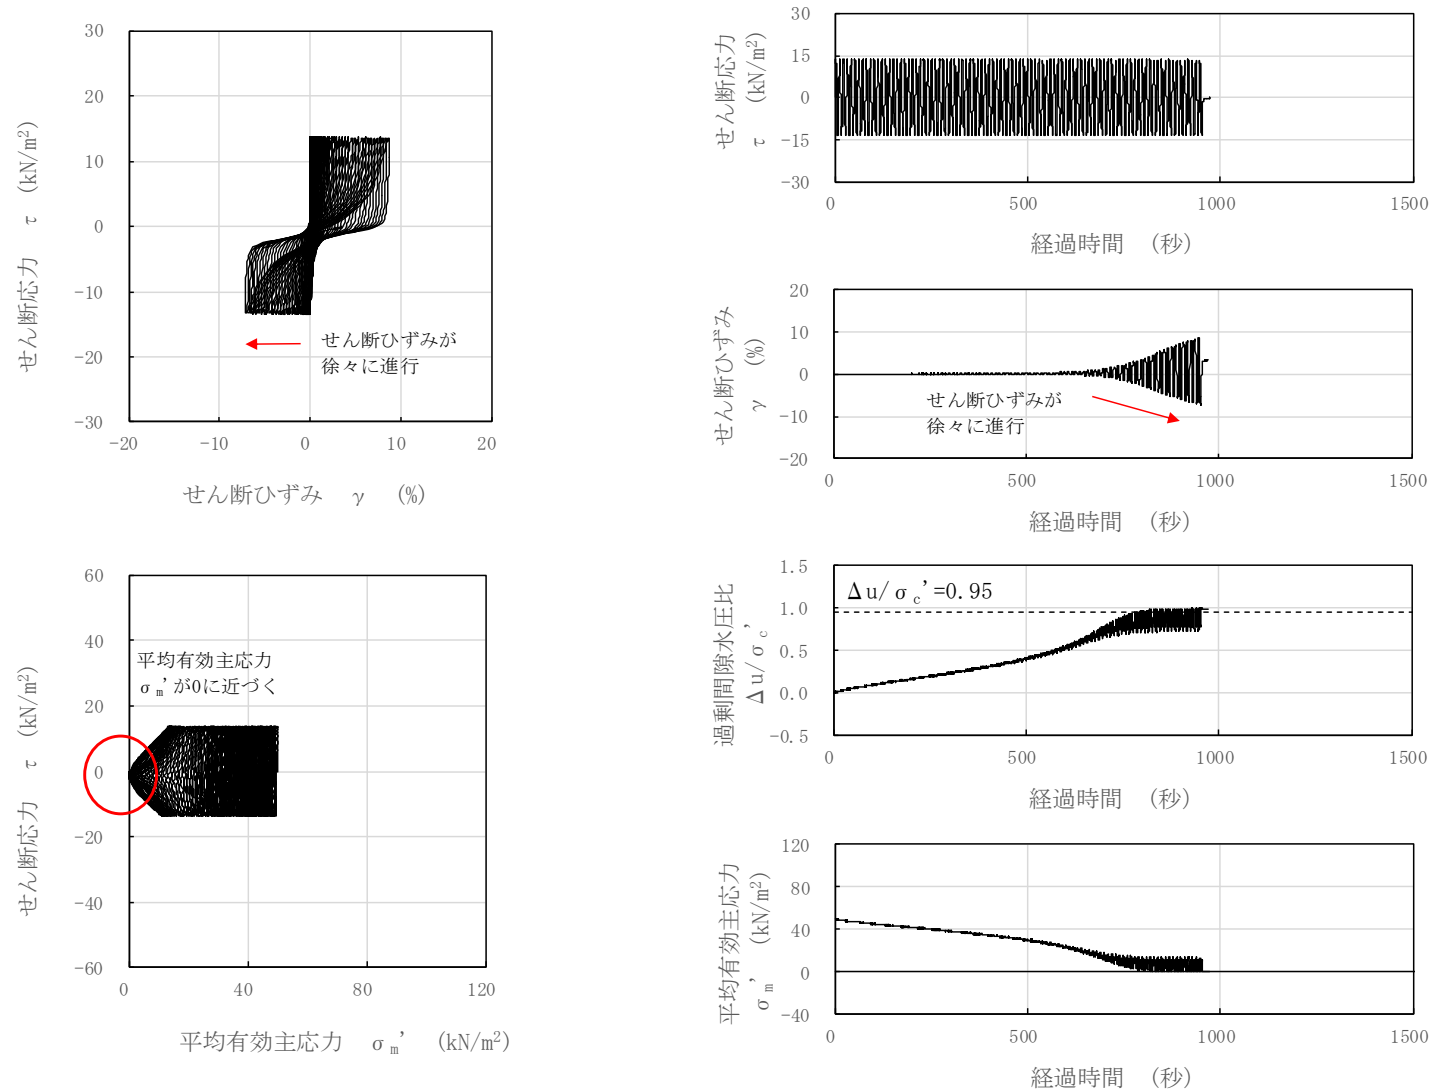 30
20
10
0
-10
-20
-30
-20
-10
0
10
20
せん断応力 τ (kN/m²)
せん断ひずみが
徐々に進行
せん断ひずみ γ (%)
60
40
20
0
-20
-40
-60
0
40
80
120
せん断応力 τ (kN/m²)
平均有効主応力
σm’が0に近づく
平均有効主応力 σm’ (kN/m²)
せん断応力
τ (kN/m²)
30
15
0
-15
-30
0
500
1000
1500
経過時間 (秒)
せん断ひずみ
γ (%)
20
10
0
-10
-20
せん断ひずみが
徐々に進行
0
500
1000
1500
経過時間 (秒)
過剰間隙水圧比
Δu/σc’
1.5
1.0
0.5
0.0
-0.5
Δu/σc’=0.95
0
500
1000
1500
経過時間 (秒)
平均有効主応力
σm’ (kN/m²)
120
80
40
0
-40
0
500
1000
1500
経過時間 (秒)